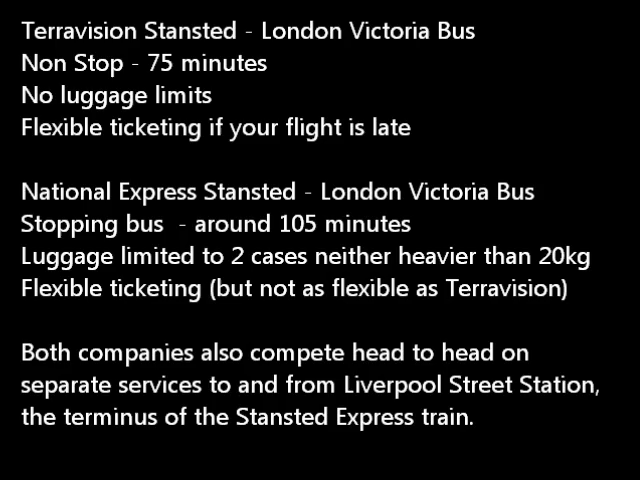 Terravision Stansted - London Victoria Bus
Non Stop - 75 minutes
No luggage limits
Flexible ticketing if your flight is late
National Express Stansted - London Victoria Bus
Stopping bus  - around 105 minutes
Luggage limited to 2 cases neither heavier than 20kg
Flexible ticketing (but not as flexible as Terravision)
Both companies also compete head to head on
separate services to and from Liverpool Street Station,
the terminus of the Stansted Express train.